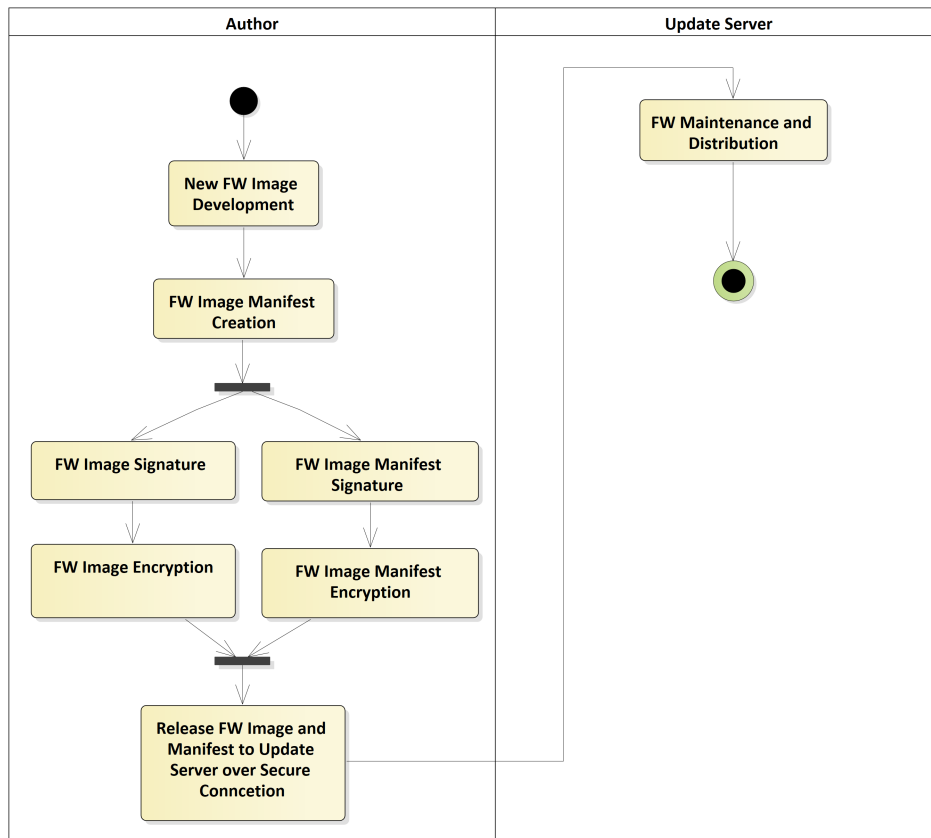 Author
Update Server
FW Maintenance and
Distribution
New FW Image
Development
FW Image Manifest
Creation
FW Image Signature
FW Image Manifest
Signature
FW Image Encryption
FW Image Manifest
Encryption
Release FW Image and
Manifest to Update
Server over Secure
Conncetion